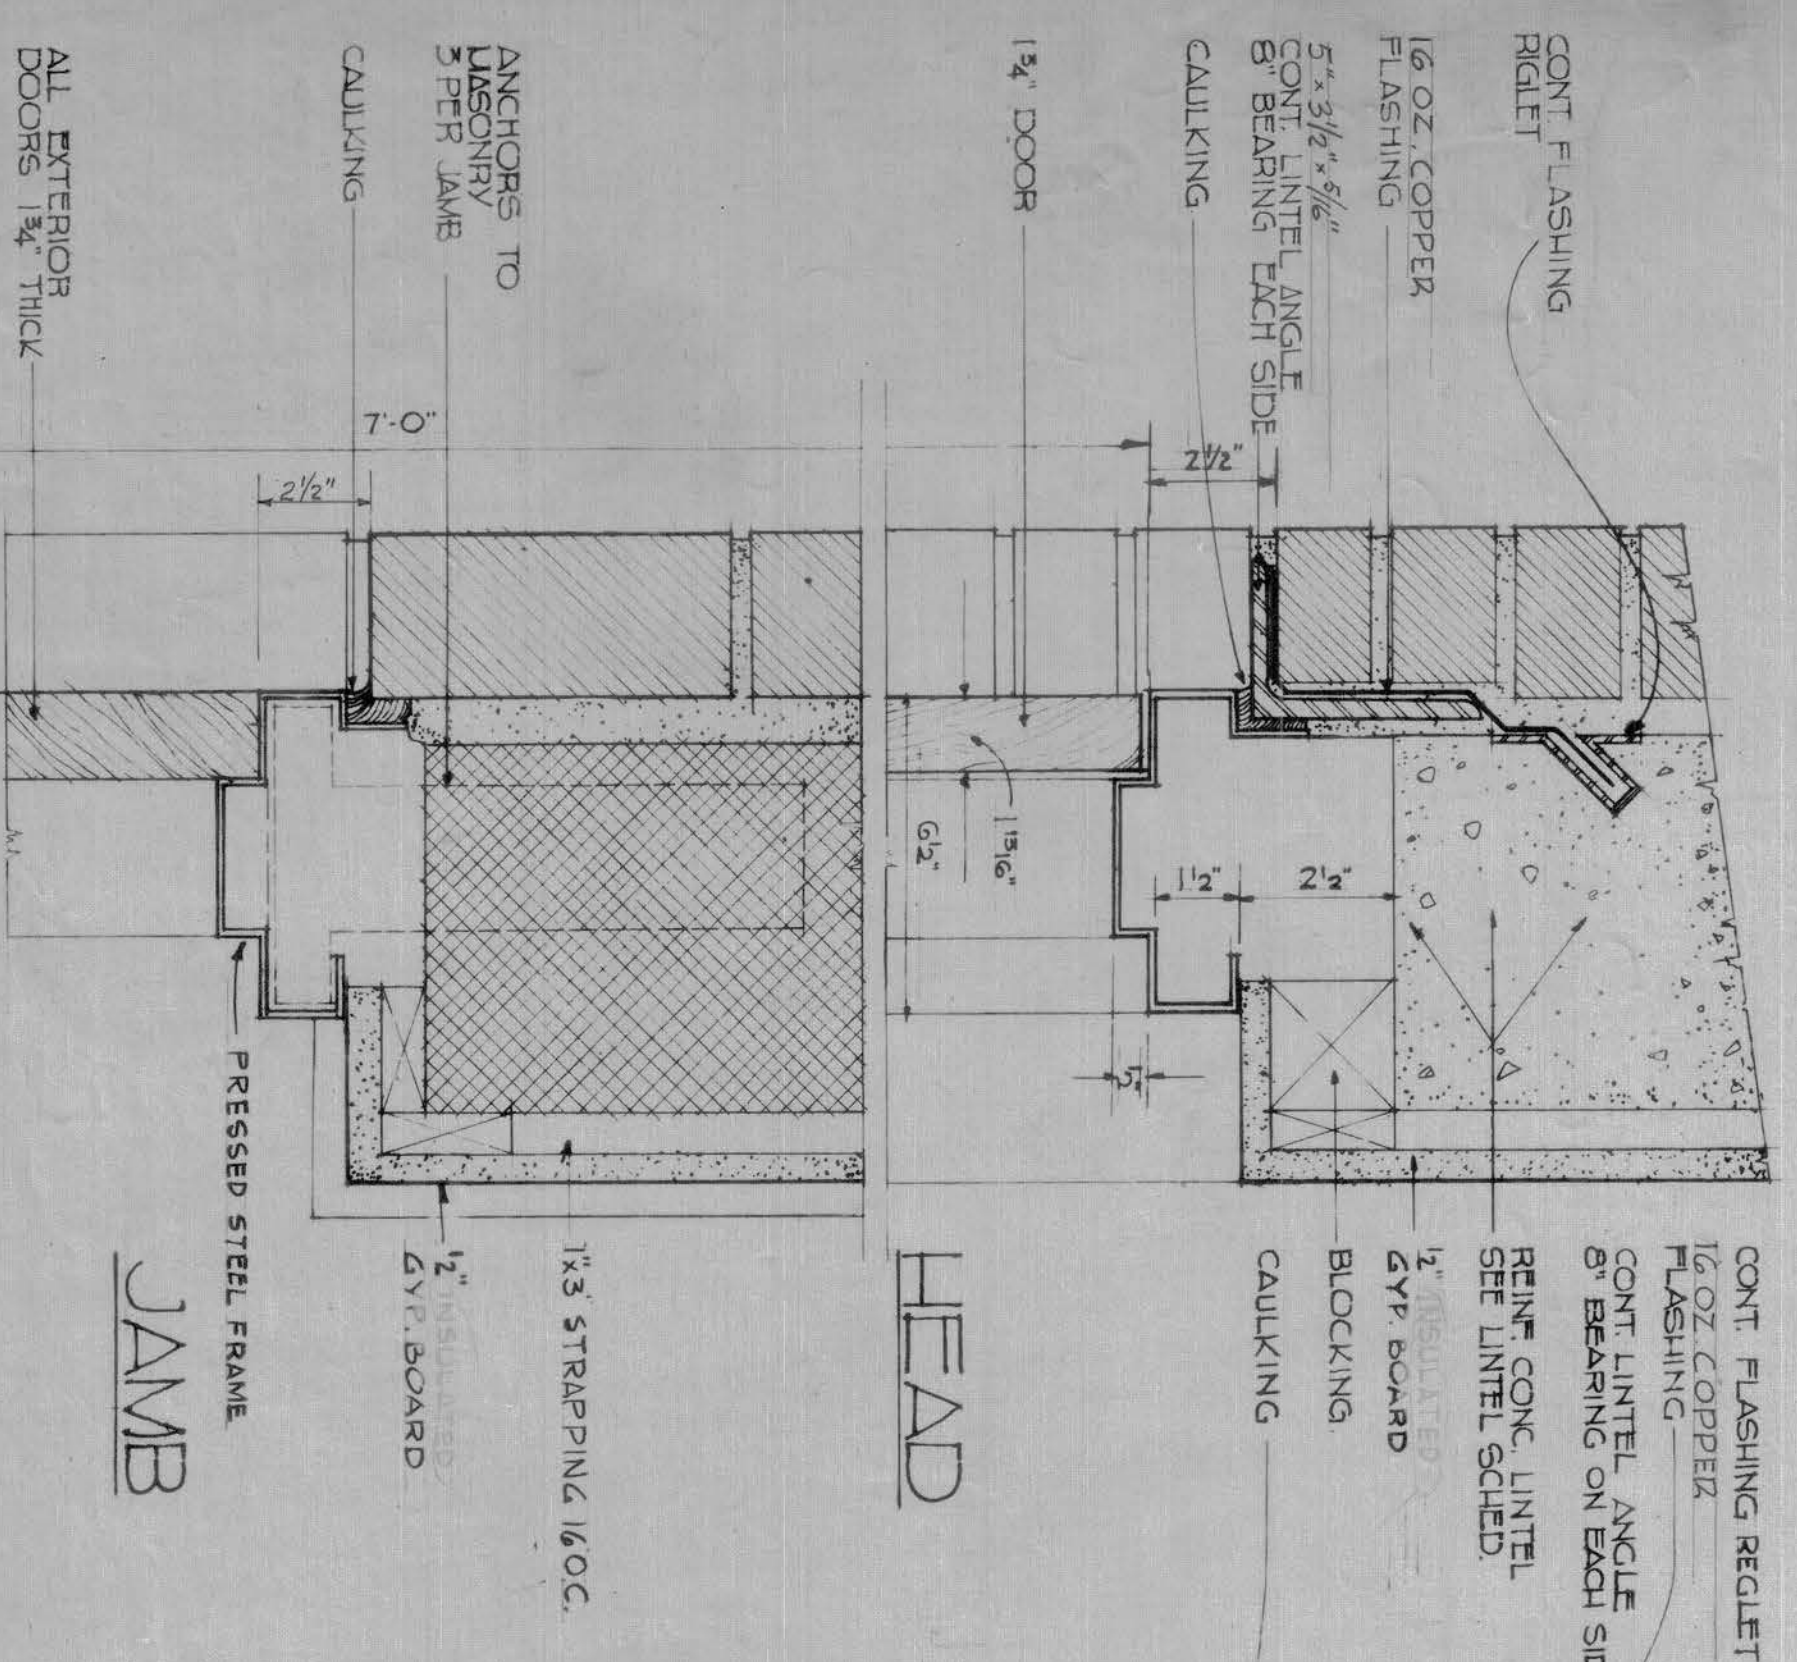 CONT. FLASHING
RIGLET
16 OZ. COPPER
FLASHING
5" x 3 1/2" x 5/16"
CONT. LINTEL ANGLE
8" BEARING EACH SIDE
CAULKING
1 3/4" DOOR
ANCHORS TO
MASONRY
3 PER JAMB
CAULKING
ALL EXTERIOR
DOORS 1 3/4" THICK
7'-0"
2 1/2"
2 1/2"
1 13/16"
6 1/2"
1 1/2"
2 1/2"
CONT. FLASHING REGLET
16 OZ. COPPER
FLASHING
CONT. LINTEL ANGLE
8" BEARING ON EACH
REINF. CONC. LINTEL
SEE LINTEL SCHED.
1/2" INSULATED
GYP. BOARD
BLOCKING
CAULKING
HEAD
1"x3" STRAPPING 16 O.C.
1/2" INSULATED
GYP. BOARD
PRESSED STEEL FRAME
JAMB